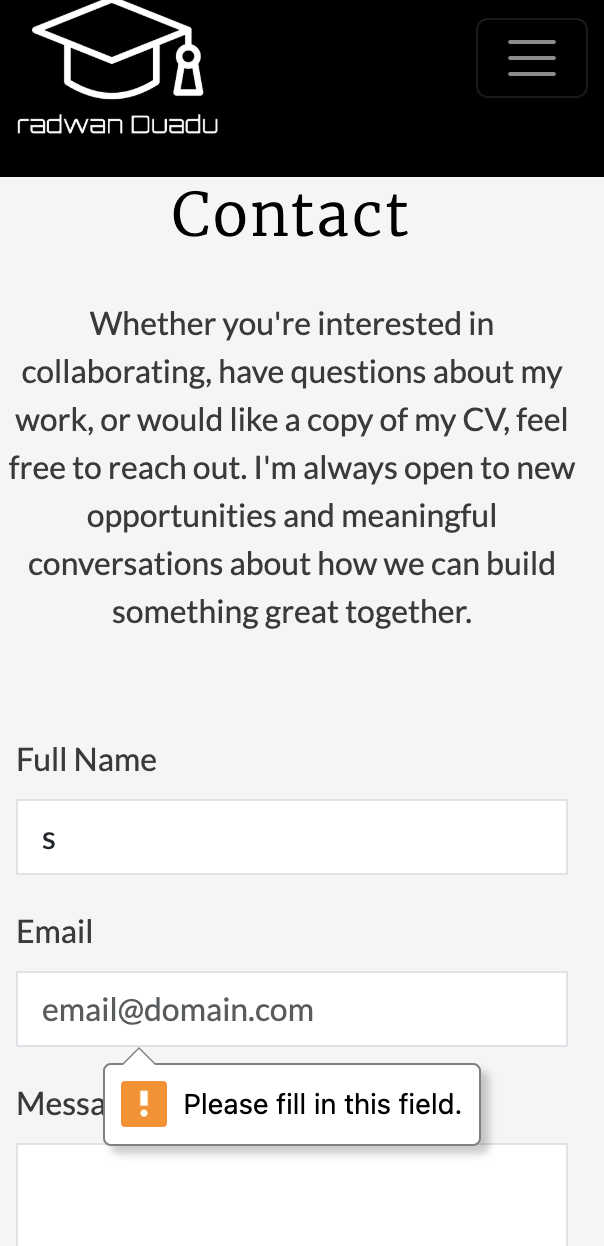 radwan Duadu
Contact
Whether you're interested in
collaborating, have questions about my
work, or would like a copy of my CV, feel
free to reach out. I'm always open to new
opportunities and meaningful
conversations about how we can build
something great together.
Full Name
s
Email
email@domain.com
Messa
Please fill in this field.